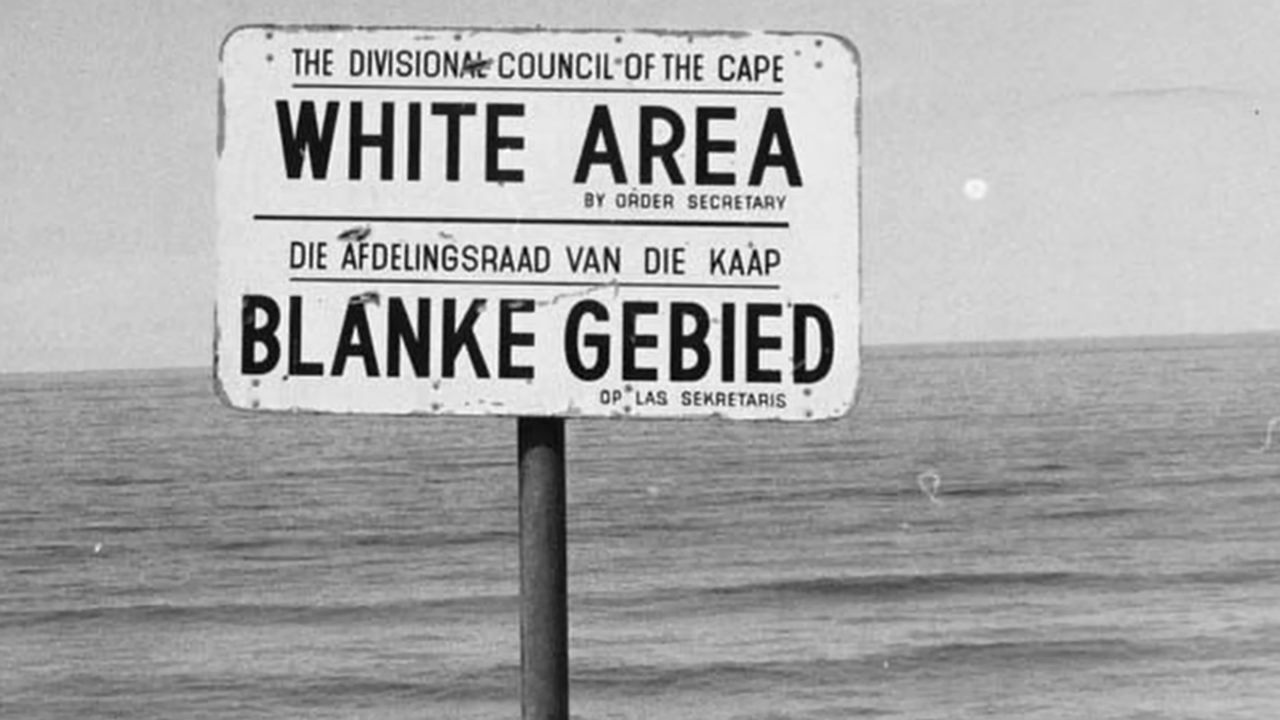 THE DIVISIONAL COUNCIL OF THE CAPE
WHITE AREA
BY ORDER SECRETARY
DIE AFDELINGSRAAD VAN DIE KAAP
BLANKE GEBIED
OP LAS SEKRETARIS